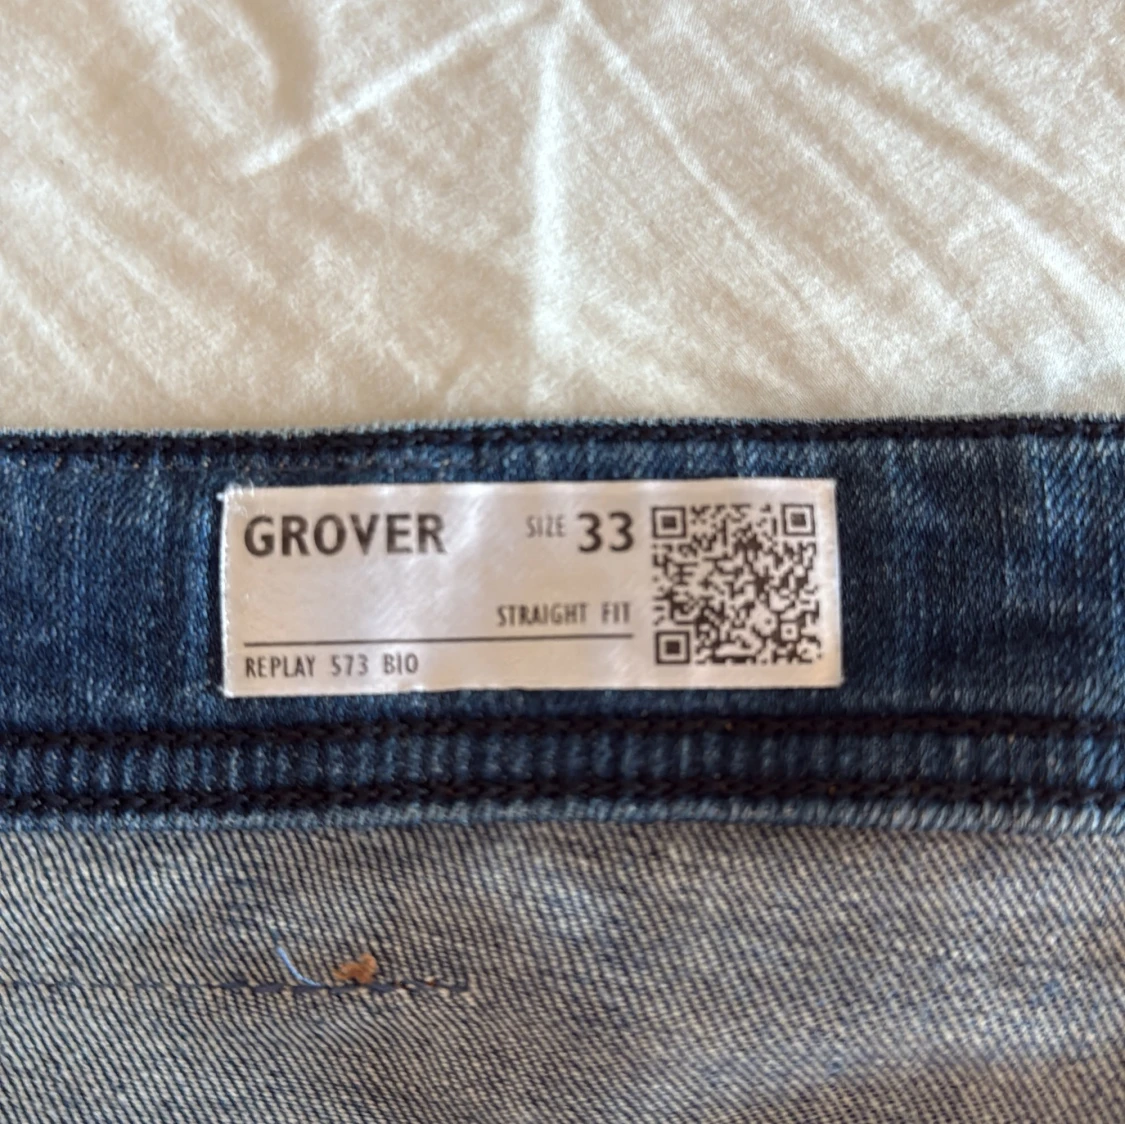 GROVER SIZE 33
STRAIGHT FIT
REPLAY 573 BIO